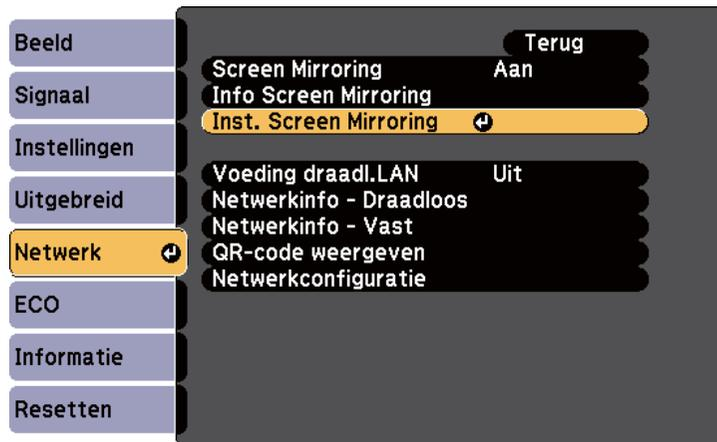 Beeld
Signaal
Instellingen
Uitgebreid
Netwerk
ECO
Informatie
Resetten
Terug
Screen Mirroring Aan
Info Screen Mirroring
Inst. Screen Mirroring
Voeding draadl.LAN Uit
Netwerkinfo - Draadloos
Netwerkinfo - Vast
QR-code weergeven
Netwerkconfiguratie